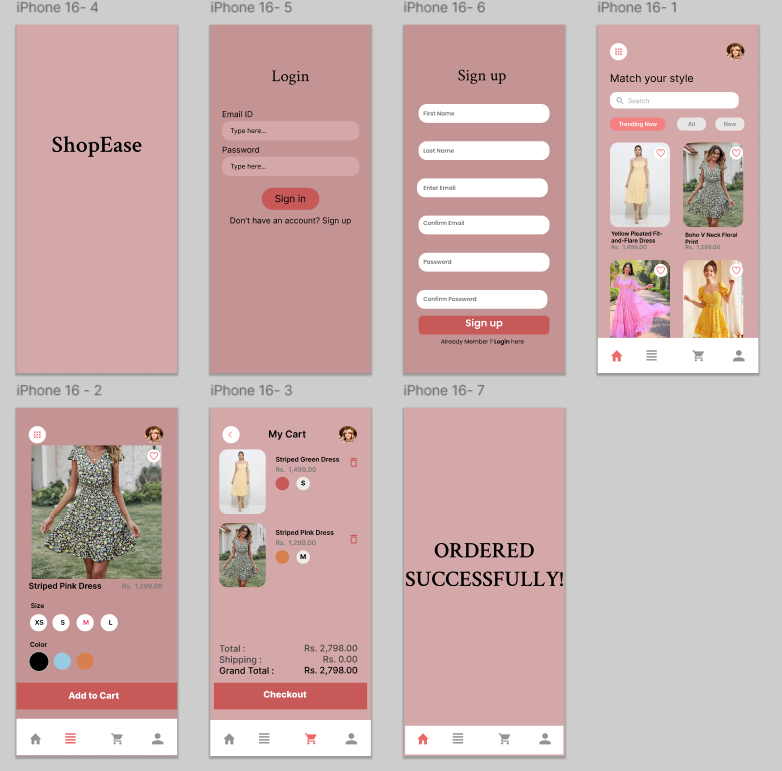 iPhone 16- 4
ShopEase
iPhone 16- 5
Login
Email ID
Type here...
Password
Type here...
Sign in
Don't have an account? Sign up
iPhone 16- 6
Sign up
First Name
Last Name
Enter Email
Confirm Email
Password
Confirm Password
Sign up
Already Member ? Login here
iPhone 16- 1
Match your style
Search
Trending Now
All
New
Yellow Pleated Fit-
and-Flare Dress
Rs. 1,499.00
Boho V Neck Floral
Print
Rs. 1,299.00
iPhone 16 - 2
Striped Pink Dress
Rs. 1,299.00
Size
XS
S
M
L
Color
Add to Cart
iPhone 16- 3
My Cart
Striped Green Dress
Rs. 1,499.00
S
Striped Pink Dress
Rs. 1,299.00
M
Total : Rs. 2,798.00
Shipping : Rs. 0.00
Grand Total : Rs. 2,798.00
Checkout
iPhone 16- 7
ORDERED
SUCCESSFULLY!